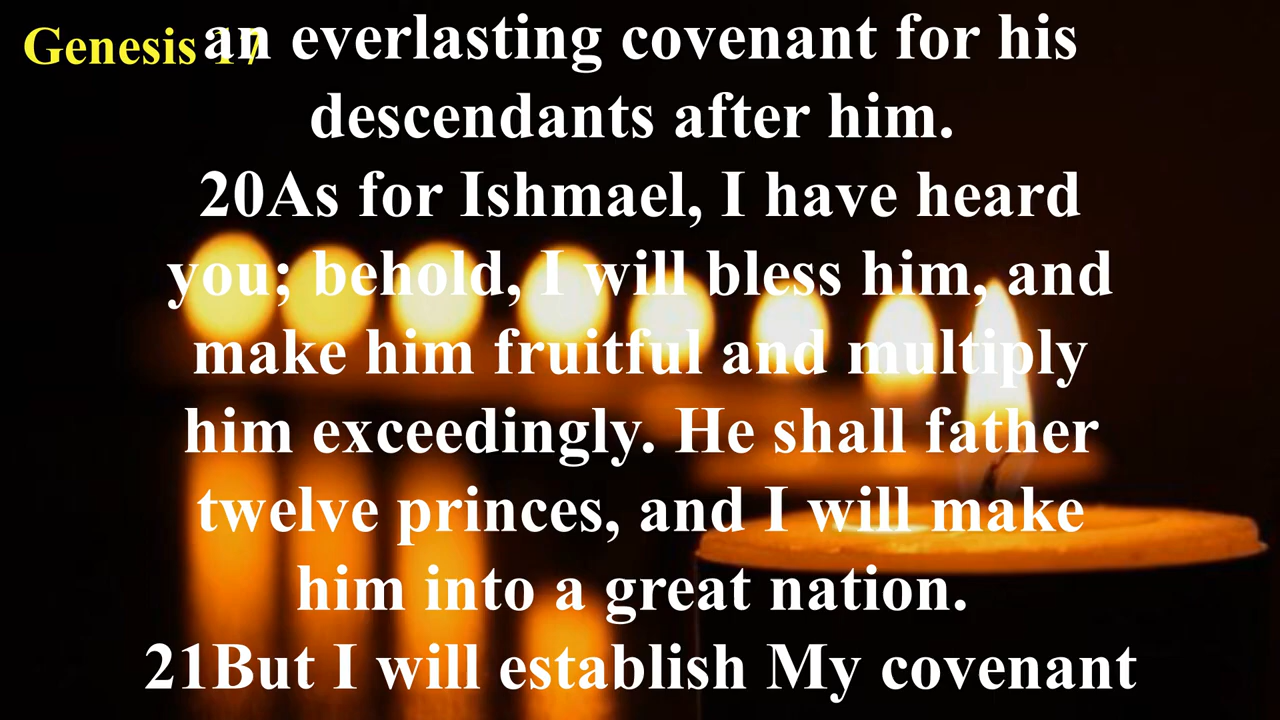 Genesis 17
an everlasting covenant for his
descendants after him.
20As for Ishmael, I have heard
you; behold, I will bless him, and
make him fruitful and multiply
him exceedingly. He shall father
twelve princes, and I will make
him into a great nation.
21But I will establish My covenant